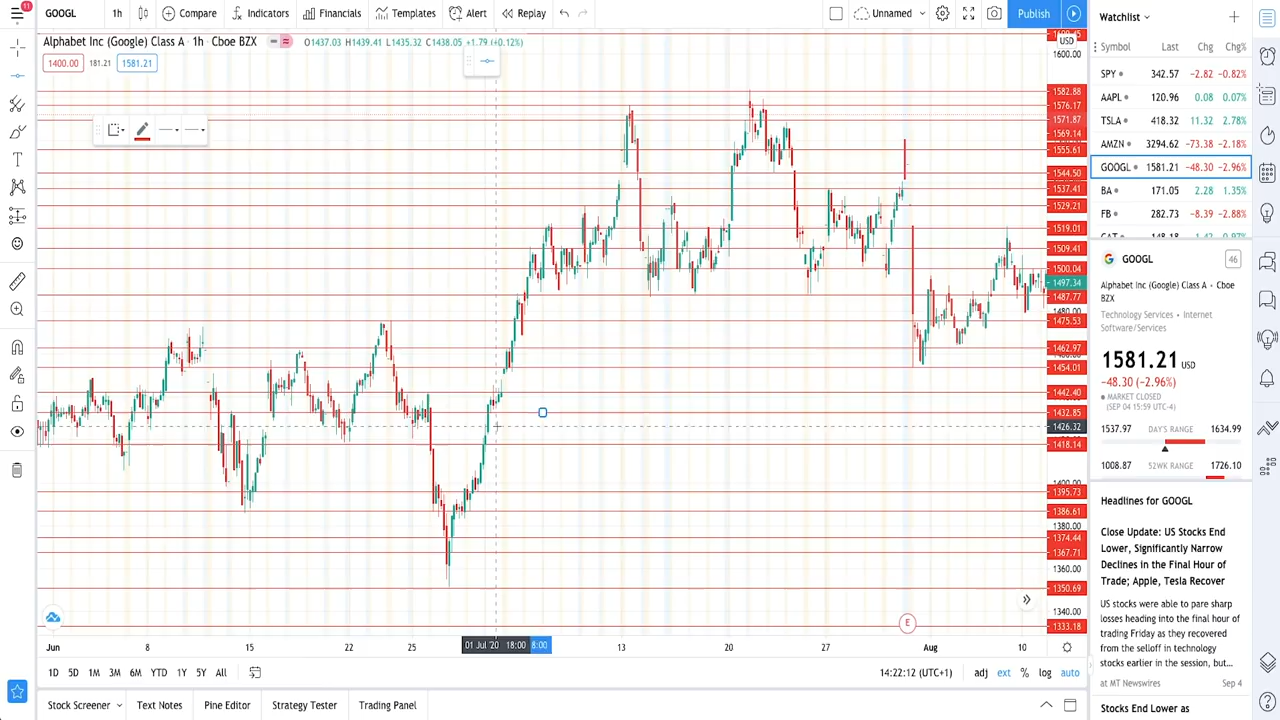 11
GOOGL 1h Compare Indicators Financials Templates Alert Replay Unnamed Publish
Alphabet Inc (Google) Class A • 1h • Cboe BZX O1437.03 H1439.41 L1435.32 C1438.05 +1.79 (+0.12%)
1400.00 181.21 1581.21
USD
1600.00
1582.88
1576.17
1571.87
1569.14
1555.61
1544.50
1537.41
1529.21
1519.01
1509.41
1500.04
1497.34
1487.77
1480.00
1475.53
1462.97
1454.01
1442.40
1432.85
1426.32
1418.14
1400.00
1395.73
1386.61
1380.00
1374.44
1367.71
1360.00
1350.69
1340.00
1333.18
E
Jun 8 15 22 25 01 Jul '20 18:00 8:00 13 20 27 Aug 10
1D 5D 1M 3M 6M YTD 1Y 5Y All 14:22:12 (UTC+1) adj ext % log auto
Stock Screener Text Notes Pine Editor Strategy Tester Trading Panel
Watchlist
Symbol Last Chg Chg%
SPY 342.57 −2.82 −0.82%
AAPL 120.96 0.08 0.07%
TSLA 418.32 11.32 2.78%
AMZN 3294.62 −73.38 −2.18%
GOOGL 1581.21 −48.30 −2.96%
BA 171.05 2.28 1.35%
FB 282.73 −8.39 −2.88%
CAT 148.18 1.42 0.97%
GOOGL 46
Alphabet Inc (Google) Class A • Cboe
BZX
Technology Services • Internet
Software/Services
1581.21 USD
−48.30 (−2.96%)
MARKET CLOSED
(SEP 04 15:59 UTC-4)
1537.97 DAY'S RANGE 1634.99
1008.87 52WK RANGE 1726.10
Headlines for GOOGL
Close Update: US Stocks End
Lower, Significantly Narrow
Declines in the Final Hour of
Trade; Apple, Tesla Recover
US stocks were able to pare sharp
losses heading into the final hour of
trading Friday as they recovered
from the selloff in technology
stocks earlier in the session, but...
at MT Newswires Sep 4
Stocks End Lower as